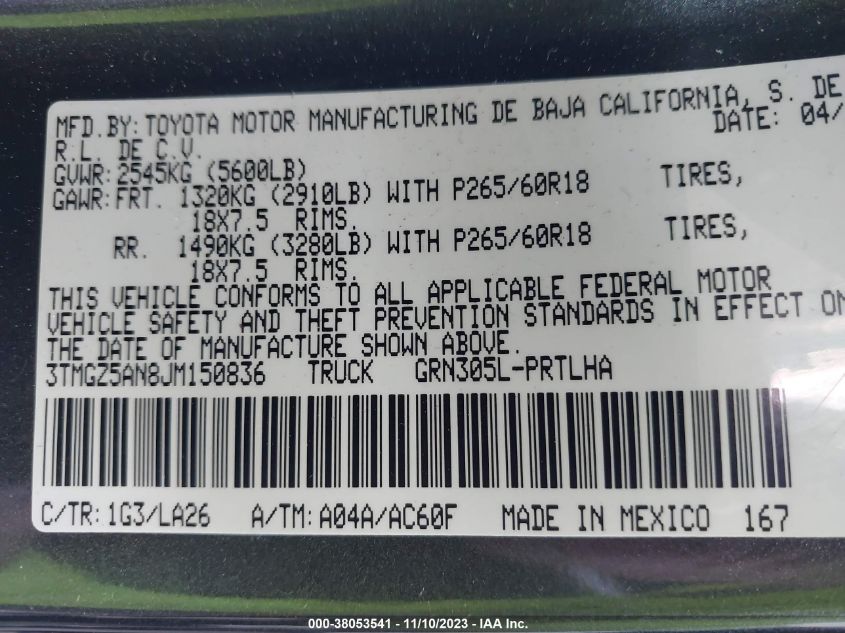 MFD.BY: TOYOTA MOTOR MANUFACTURING DE BAJA CALIFORNIA, S. DE
R.L. DE C.V. DATE: 04/
GVWR: 2545KG (5600LB)
GAWR: FRT. 1320KG (2910LB) WITH P265/60R18 TIRES,
18X7.5 RIMS.
RR. 1490KG (3280LB) WITH P265/60R18 TIRES,
18X7.5 RIMS.
THIS VEHICLE CONFORMS TO ALL APPLICABLE FEDERAL MOTOR
VEHICLE SAFETY AND THEFT PREVENTION STANDARDS IN EFFECT ON
THE DATE OF MANUFACTURE SHOWN ABOVE.
3TMGZ5AN8JM150836 TRUCK GRN305L-PRTLHA
C/TR: 1G3/LA26 A/TM: A04A/AC60F MADE IN MEXICO 167
000-38053541 - 11/10/2023 - IAA Inc.